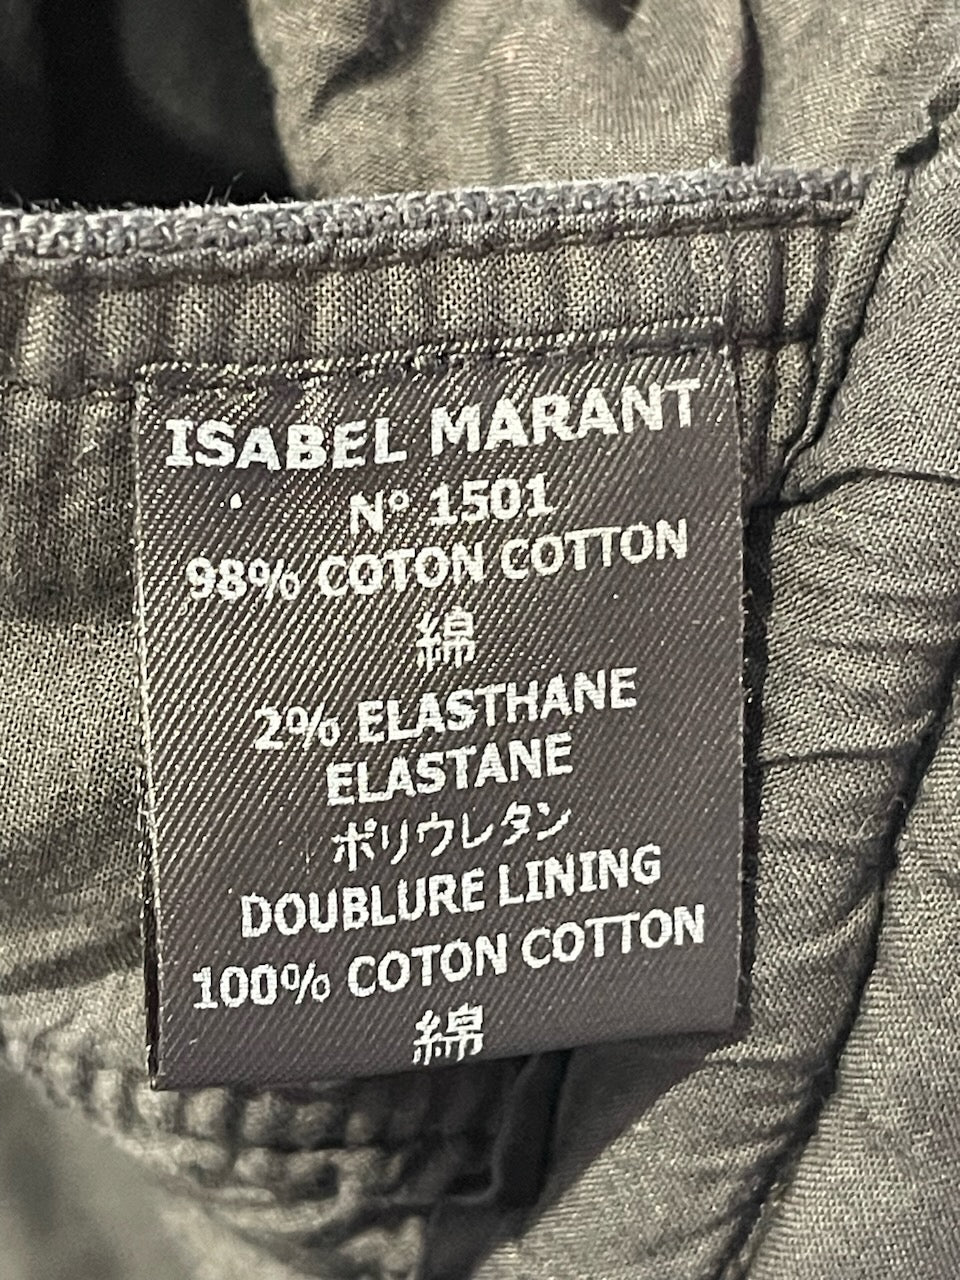 ISABEL MARANT
N° 1501
98% COTON COTTON
綿
2% ELASTHANE
ELASTANE
ポリウレタン
DOUBLURE LINING
100% COTON COTTON
綿